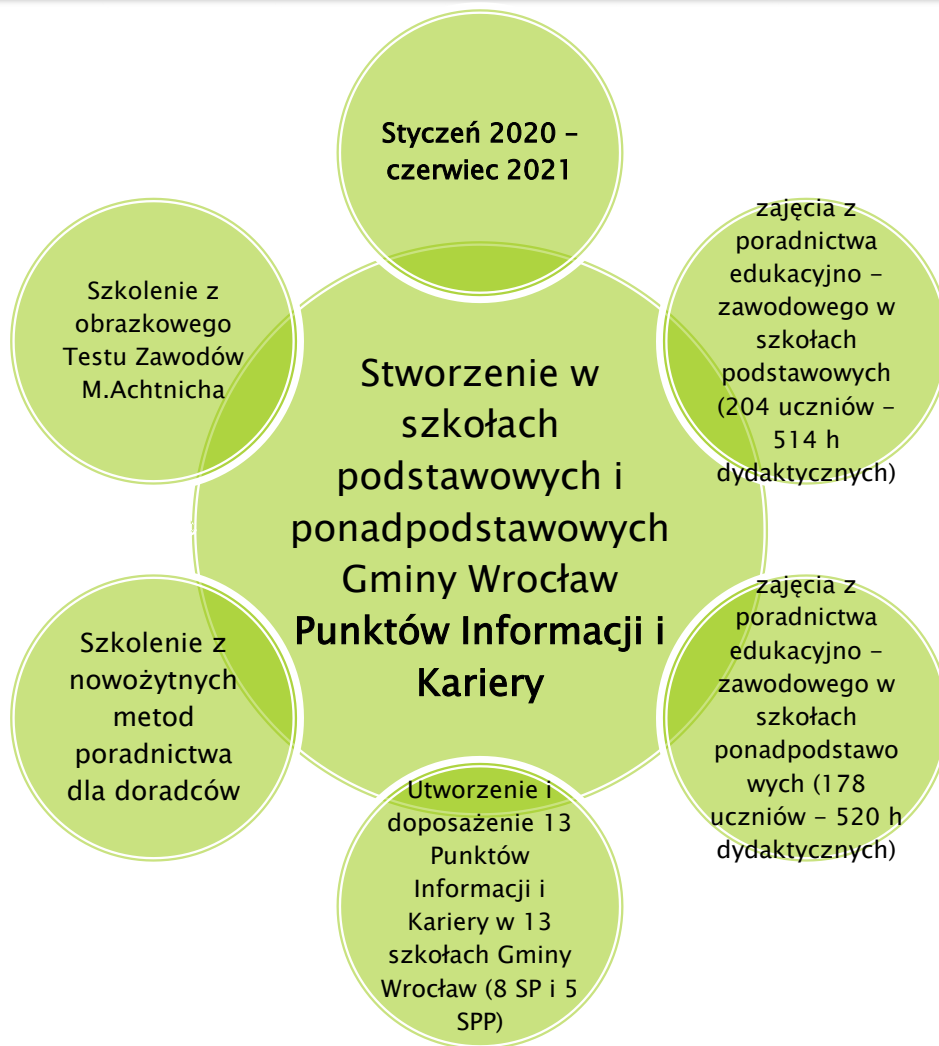 Styczeń 2020 –
czerwiec 2021
zajęcia z
poradnictwa
edukacyjno –
zawodowego w
szkołach
podstawowych
(204 uczniów –
514 h
dydaktycznych)
zajęcia z
poradnictwa
edukacyjno –
zawodowego w
szkołach
ponadpodstawo
wych (178
uczniów – 520 h
dydaktycznych)
Utworzenie i
doposażenie 13
Punktów
Informacji i
Kariery w 13
szkołach Gminy
Wrocław (8 SP i 5
SPP)
Szkolenie z
nowożytnych
metod
poradnictwa
dla doradców
Szkolenie z
obrazkowego
Testu Zawodów
M.Achtnicha
Stworzenie w
szkołach
podstawowych i
ponadpodstawowych
Gminy Wrocław
Punktów Informacji i
Kariery